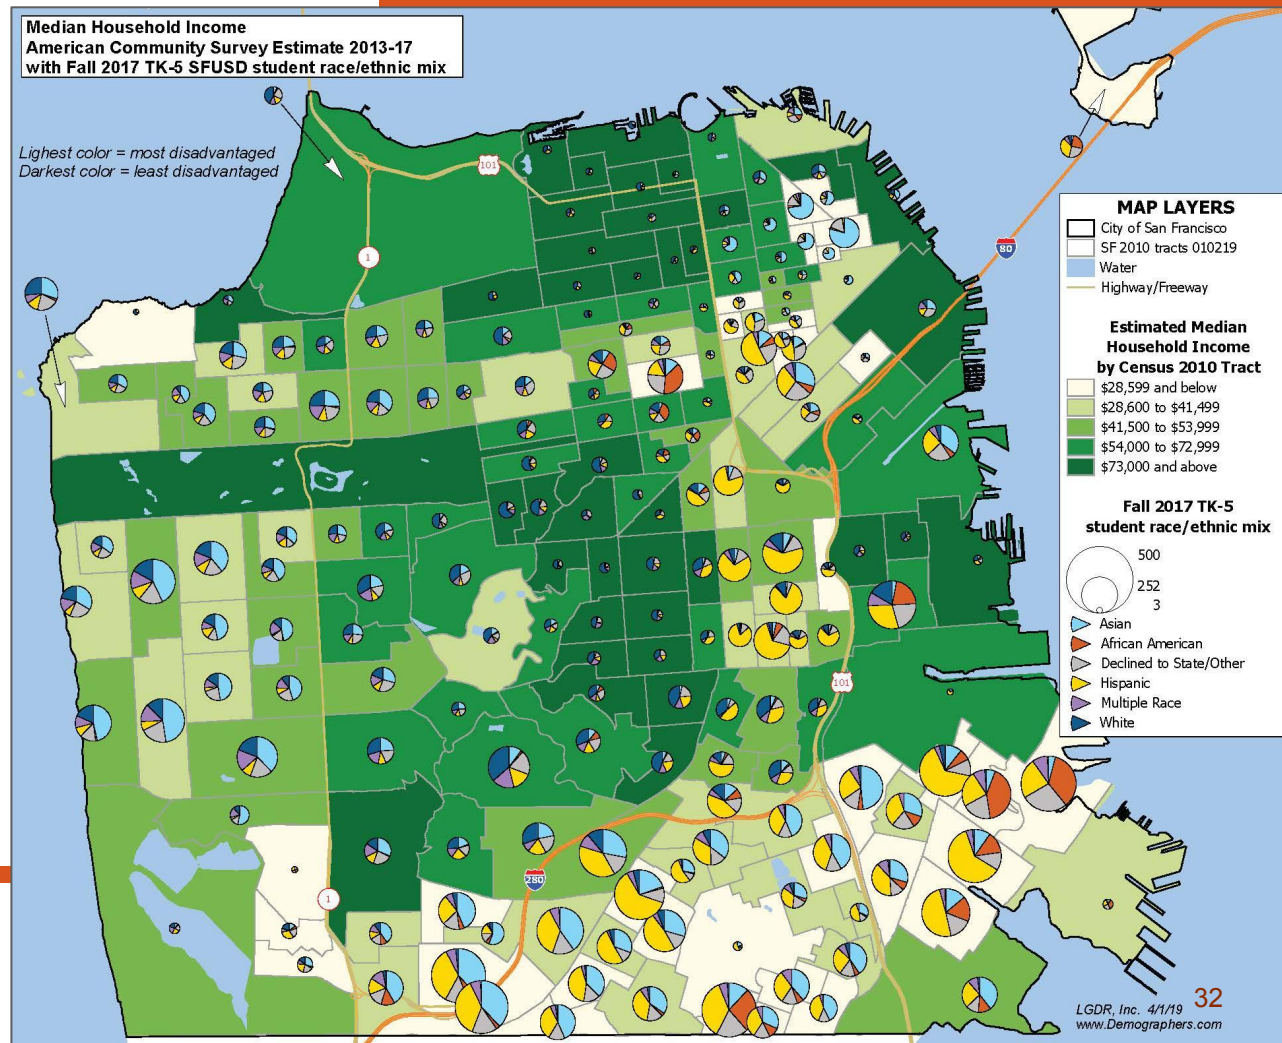 Median Household Income
American Community Survey Estimate 2013-17
with Fall 2017 TK-5 SFUSD student race/ethnic mix
Lighest color = most disadvantaged
Darkest color = least disadvantaged
101
1
80
MAP LAYERS
City of San Francisco
SF 2010 tracts 010219
Water
Highway/Freeway
Estimated Median
Household Income
by Census 2010 Tract
$28,599 and below
$28,600 to $41,499
$41,500 to $53,999
$54,000 to $72,999
$73,000 and above
Fall 2017 TK-5
student race/ethnic mix
500
252
3
Asian
African American
Declined to State/Other
Hispanic
Multiple Race
White
101
280
1
LGDR, Inc. 4/1/19
www.Demographers.com
32